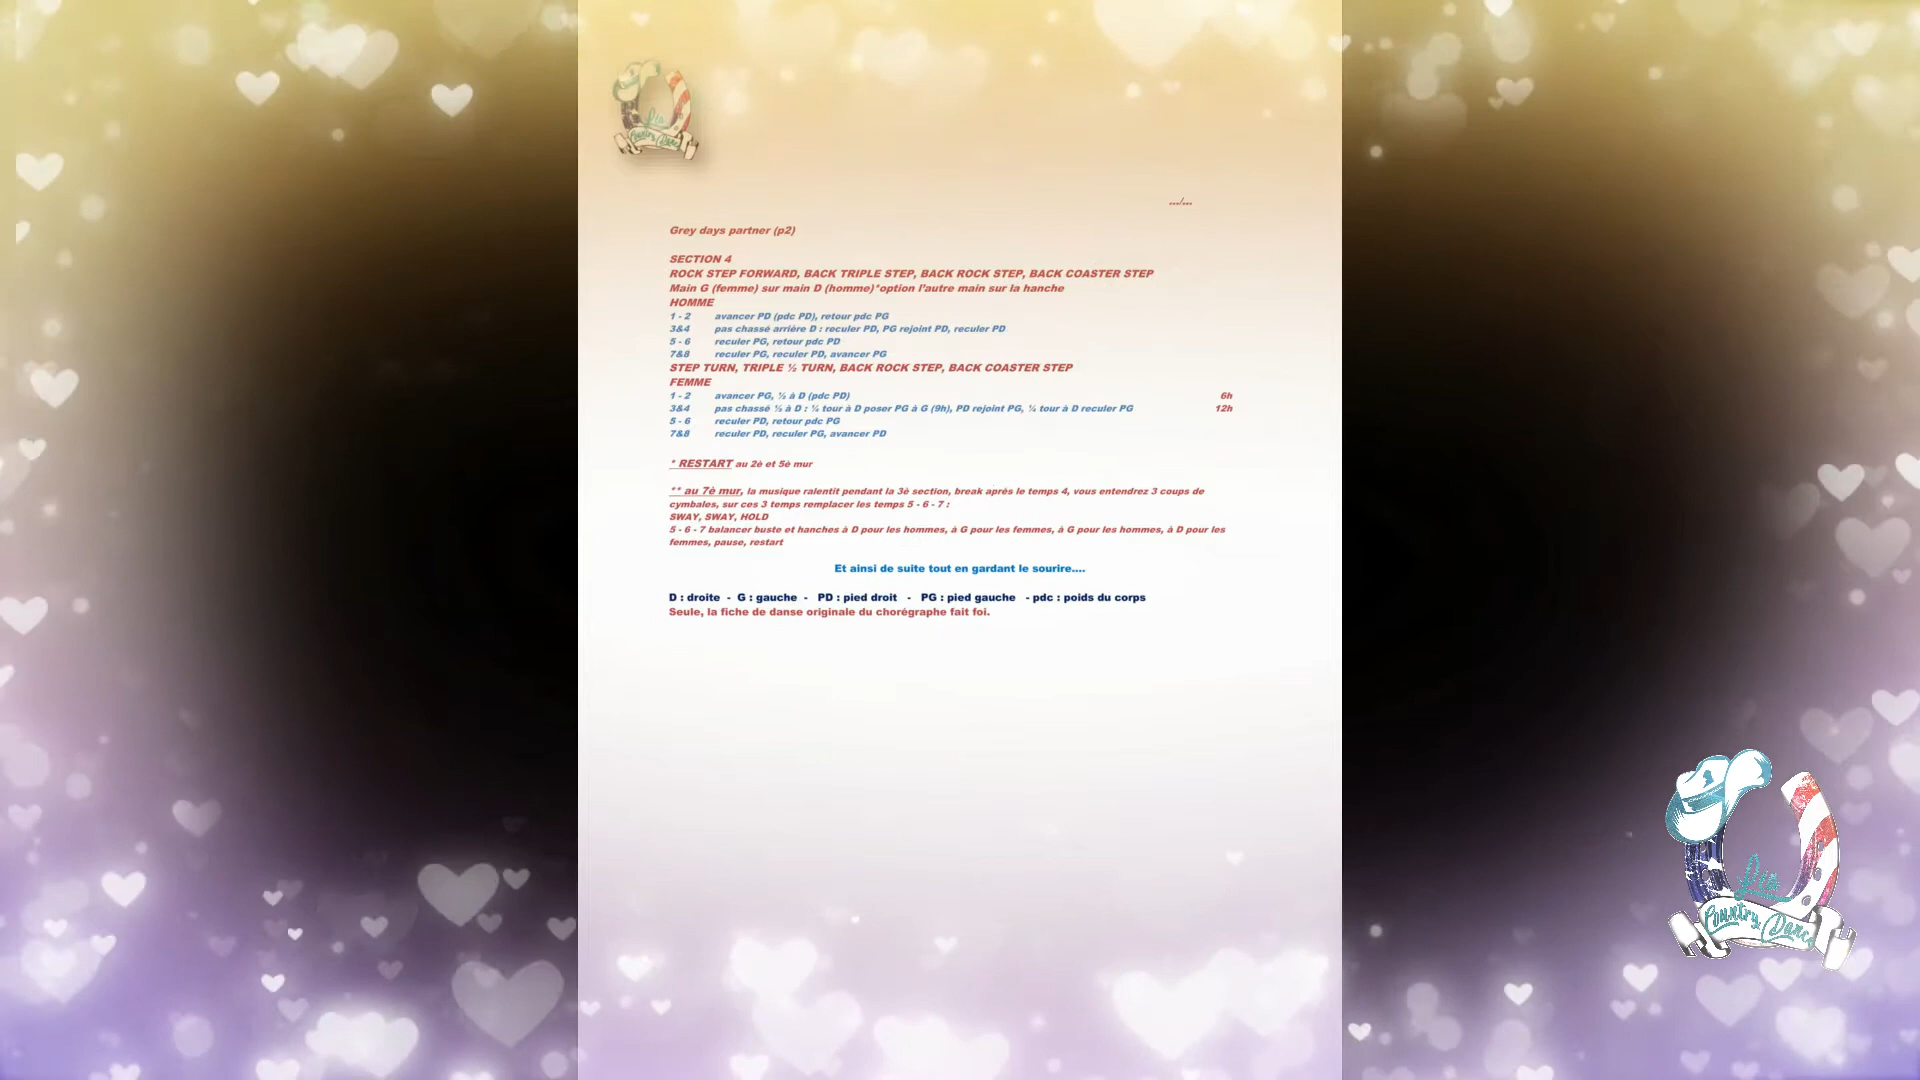 Lia
Country Dance
.../...
Grey days partner (p2)
SECTION 4
ROCK STEP FORWARD, BACK TRIPLE STEP, BACK ROCK STEP, BACK COASTER STEP
Main G (femme) sur main D (homme)*option l'autre main sur la hanche
HOMME
1 - 2 avancer PD (pdc PD), retour pdc PG
3&4 pas chassé arrière D : reculer PD, PG rejoint PD, reculer PD
5 - 6 reculer PG, retour pdc PD
7&8 reculer PG, reculer PD, avancer PG
STEP TURN, TRIPLE ½ TURN, BACK ROCK STEP, BACK COASTER STEP
FEMME
1 - 2 avancer PG, ½ à D (pdc PD) 6h
3&4 pas chassé ½ à D : ¼ tour à D poser PG à G (9h), PD rejoint PG, ¼ tour à D reculer PG 12h
5 - 6 reculer PD, retour pdc PG
7&8 reculer PD, reculer PG, avancer PD
* RESTART au 2è et 5è mur
** au 7è mur, la musique ralentit pendant la 3è section, break après le temps 4, vous entendrez 3 coups de
cymbales, sur ces 3 temps remplacer les temps 5 - 6 - 7 :
SWAY, SWAY, HOLD
5 - 6 - 7 balancer buste et hanches à D pour les hommes, à G pour les femmes, à G pour les hommes, à D pour les
femmes, pause, restart
Et ainsi de suite tout en gardant le sourire....
D : droite - G : gauche - PD : pied droit - PG : pied gauche - pdc : poids du corps
Seule, la fiche de danse originale du chorégraphe fait foi.
Lia
Country Dance